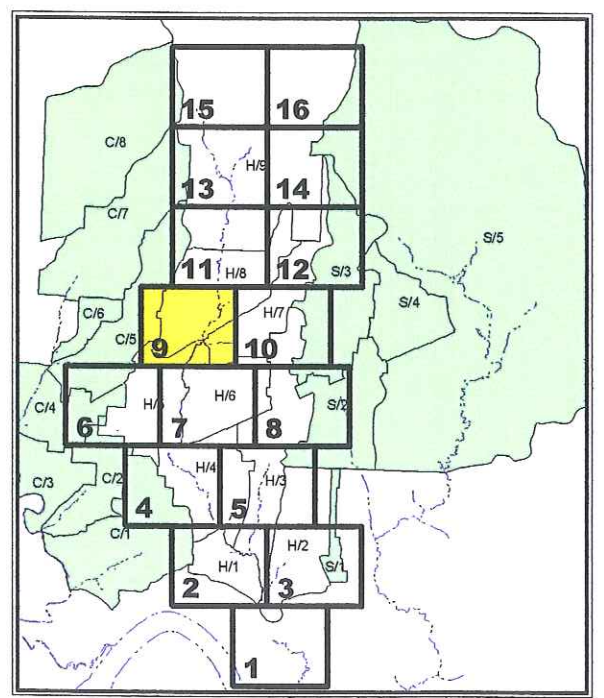 15 16
C/8
H/9
13 14
C/7
S/5
11 12
H/8 S/3
S/4
C/6 H/7
C/5
9 10
H/6
C/4 H/5 S/2
6 7 8
H/4
C/3 C/2 H/3
4 5
C/1
H/2
H/1 S/1
2 3
1